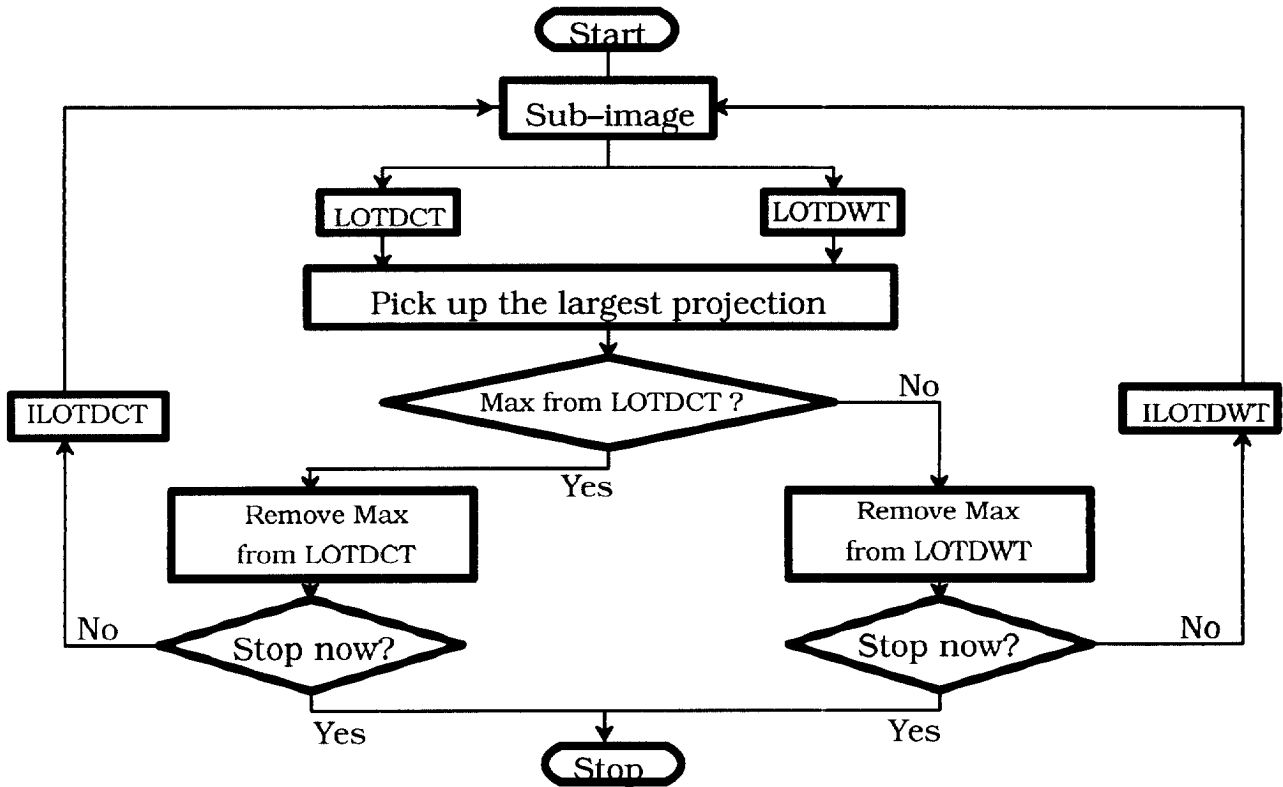 Start
Sub-image
LOTDCT
LOTDWT
Pick up the largest projection
Max from LOTDCT ?
No
ILOTDCT
ILOTDWT
Yes
Remove Max
from LOTDCT
Remove Max
from LOTDWT
No
Stop now?
Stop now?
No
Yes
Yes
Stop